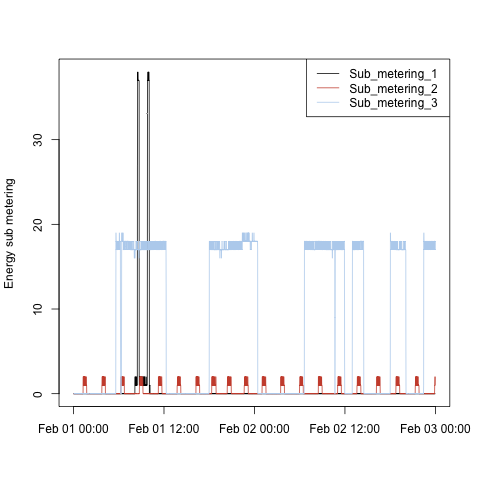 Sub_metering_1
Sub_metering_2
Sub_metering_3
Energy sub metering
30
20
10
0
Feb 01 00:00
Feb 01 12:00
Feb 02 00:00
Feb 02 12:00
Feb 03 00:00